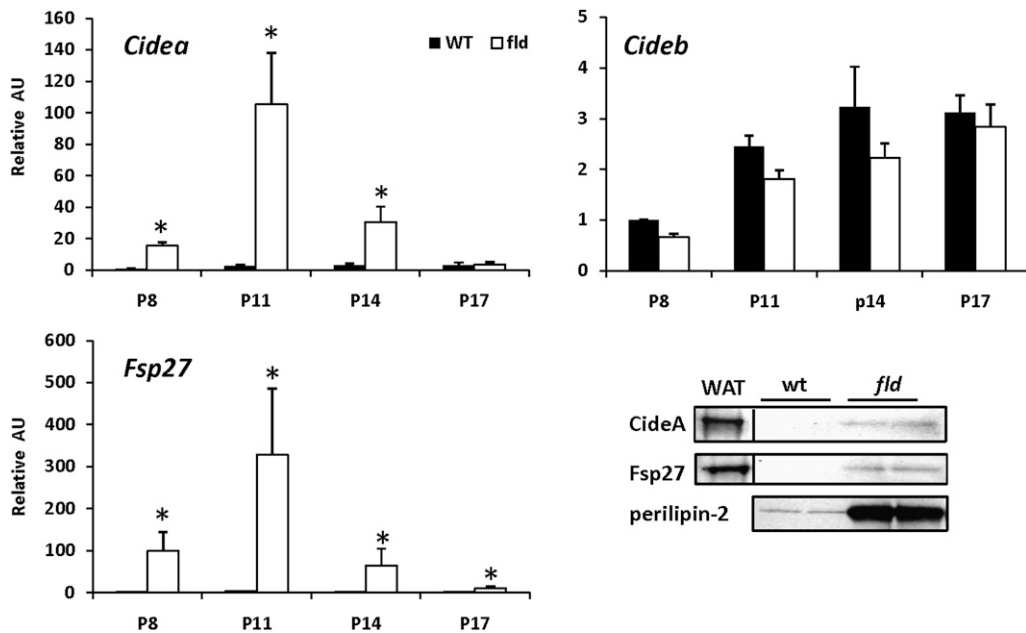 Cidea
WT fld
Relative AU
160
140
120
100
80
60
40
20
0
*
*
*
P8 P11 P14 P17
Cideb
5
4
3
2
1
0
P8 P11 p14 P17
Fsp27
Relative AU
600
500
400
300
200
100
0
*
*
*
*
P8 P11 P14 P17
WAT wt fld
CideA
Fsp27
perilipin-2